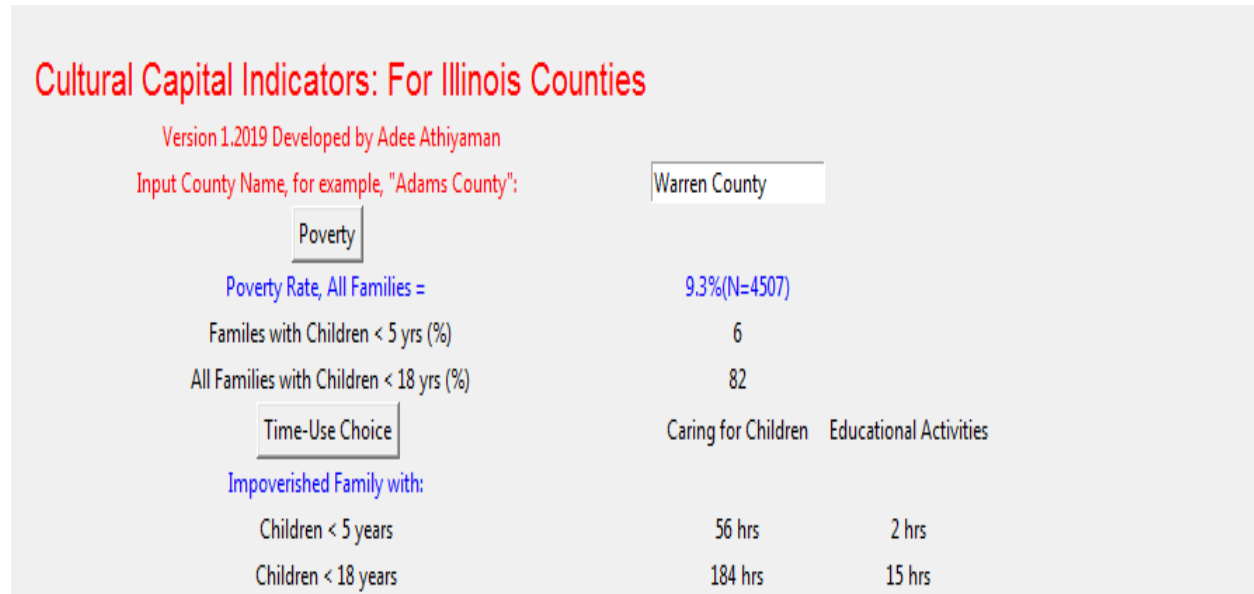 Cultural Capital Indicators: For Illinois Counties
Version 1.2019 Developed by Adee Athiyaman
Input County Name, for example, "Adams County": Warren County
Poverty
Poverty Rate, All Families = 9.3%(N=4507)
Familes with Children < 5 yrs (%) 6
All Families with Children < 18 yrs (%) 82
Time-Use Choice Caring for Children Educational Activities
Impoverished Family with:
Children < 5 years 56 hrs 2 hrs
Children < 18 years 184 hrs 15 hrs